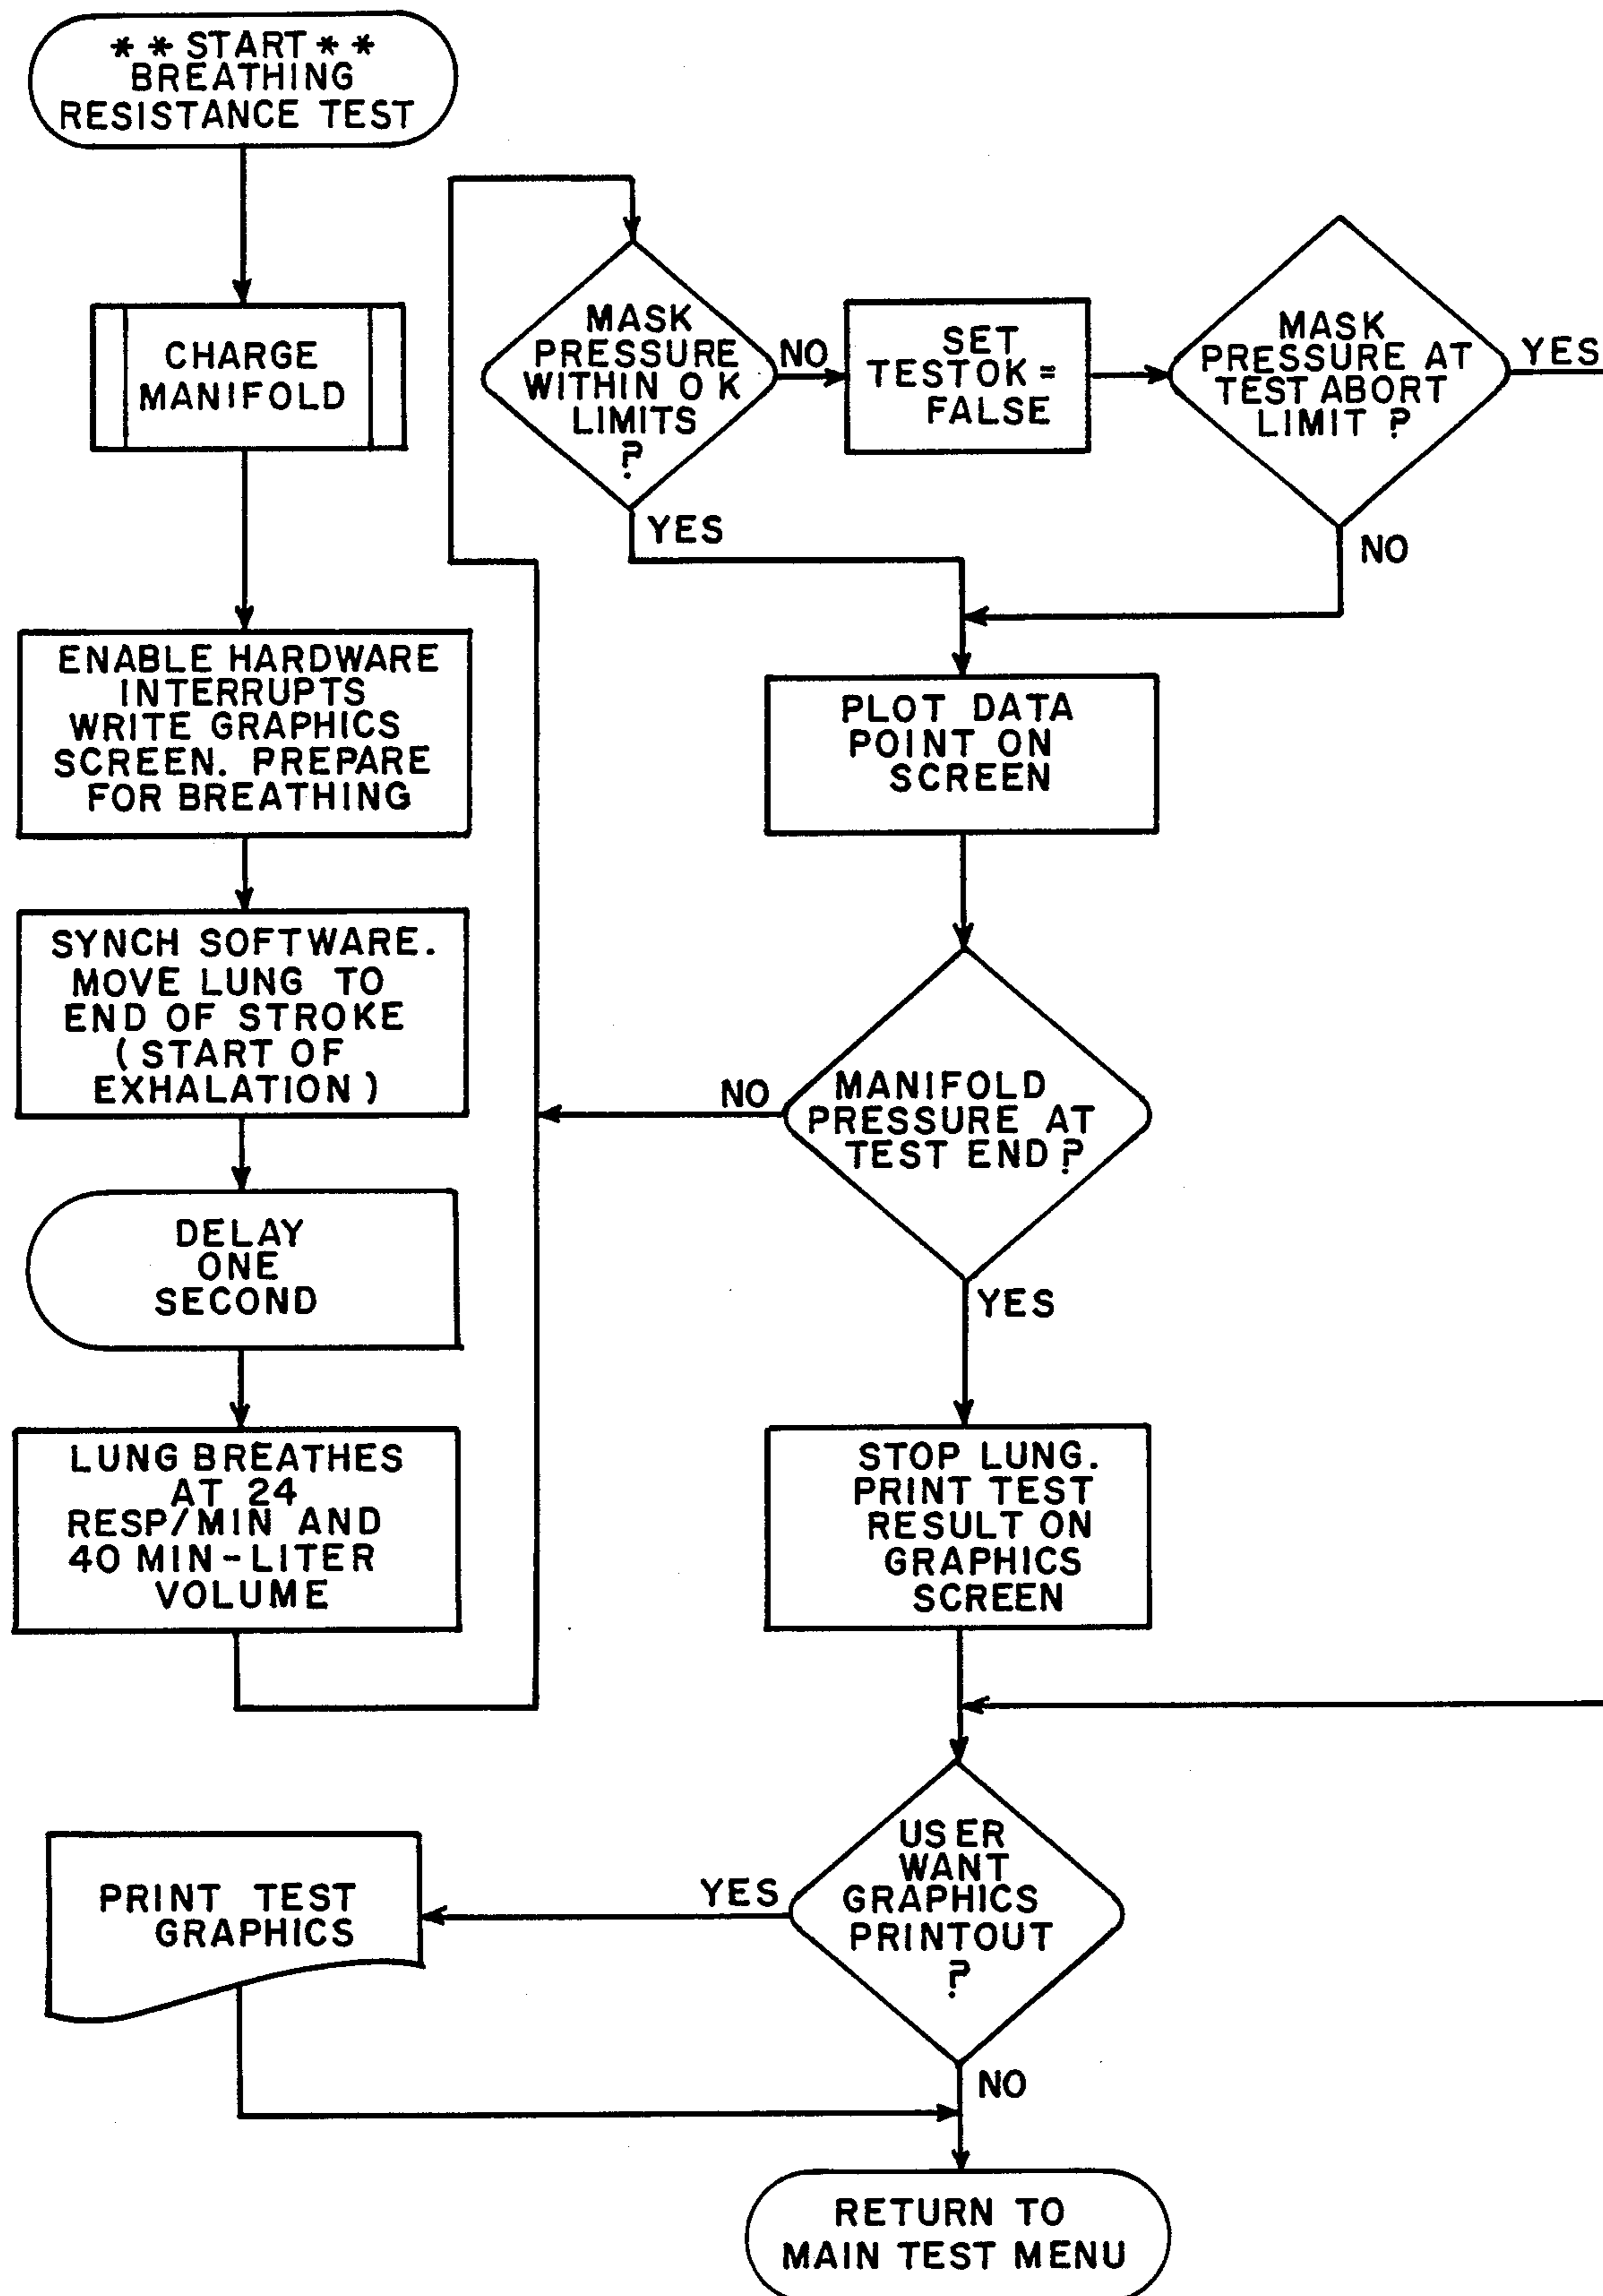 ** START **
BREATHING
RESISTANCE TEST
CHARGE
MANIFOLD
ENABLE HARDWARE
INTERRUPTS
WRITE GRAPHICS
SCREEN. PREPARE
FOR BREATHING
SYNCH SOFTWARE.
MOVE LUNG TO
END OF STROKE
(START OF
EXHALATION)
DELAY
ONE
SECOND
LUNG BREATHES
AT 24
RESP/MIN AND
40 MIN-LITER
VOLUME
MASK
PRESSURE
WITHIN OK
LIMITS
?
NO
YES
SET
TESTOK =
FALSE
MASK
PRESSURE AT
TEST ABORT
LIMIT ?
YES
NO
PLOT DATA
POINT ON
SCREEN
MANIFOLD
PRESSURE AT
TEST END?
NO
YES
STOP LUNG.
PRINT TEST
RESULT ON
GRAPHICS
SCREEN
USER
WANT
GRAPHICS
PRINTOUT
?
YES
NO
PRINT TEST
GRAPHICS
RETURN TO
MAIN TEST MENU